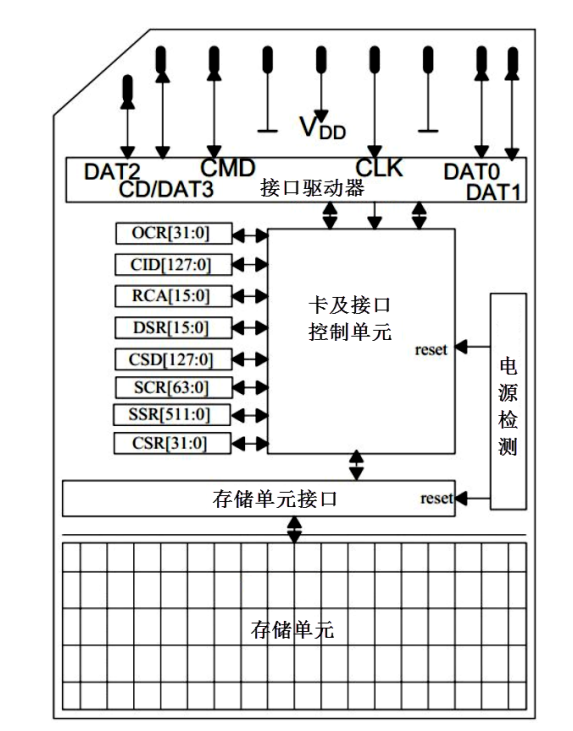 VDD
DAT2
CMD
CLK
DAT0
CD/DAT3
接口驱动器
DAT1
OCR[31:0]
CID[127:0]
RCA[15:0]
DSR[15:0]
CSD[127:0]
SCR[63:0]
SSR[511:0]
CSR[31:0]
卡及接口
控制单元
reset
电
源
检
测
存储单元接口
reset
存储单元